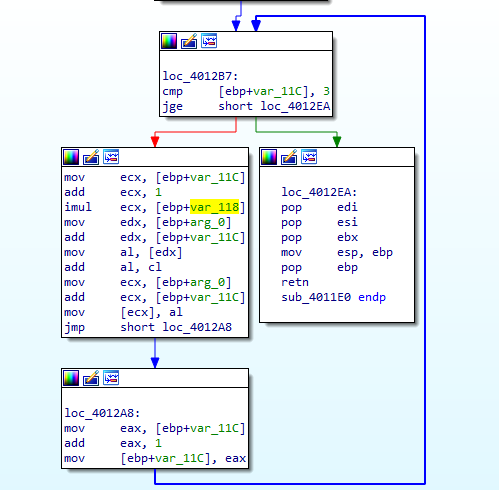 loc_4012B7:
cmp [ebp+var_11C], 3
jge short loc_4012EA
mov ecx, [ebp+var_11C]
add ecx, 1
imul ecx, [ebp+var_118]
mov edx, [ebp+arg_0]
add edx, [ebp+var_11C]
mov al, [edx]
add al, cl
mov ecx, [ebp+arg_0]
add ecx, [ebp+var_11C]
mov [ecx], al
jmp short loc_4012A8
loc_4012EA:
pop edi
pop esi
pop ebx
mov esp, ebp
pop ebp
retn
sub_4011E0 endp
loc_4012A8:
mov eax, [ebp+var_11C]
add eax, 1
mov [ebp+var_11C], eax